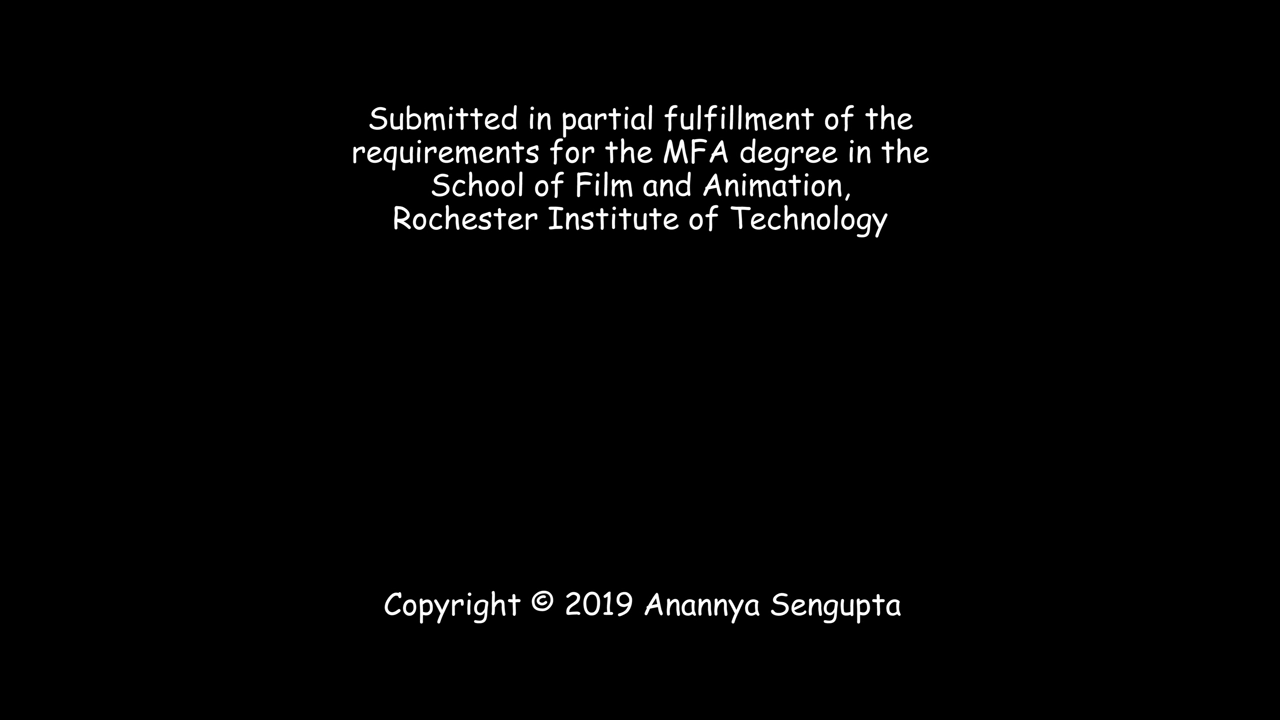 Submitted in partial fulfillment of the
requirements for the MFA degree in the
School of Film and Animation,
Rochester Institute of Technology
Copyright © 2019 Anannya Sengupta